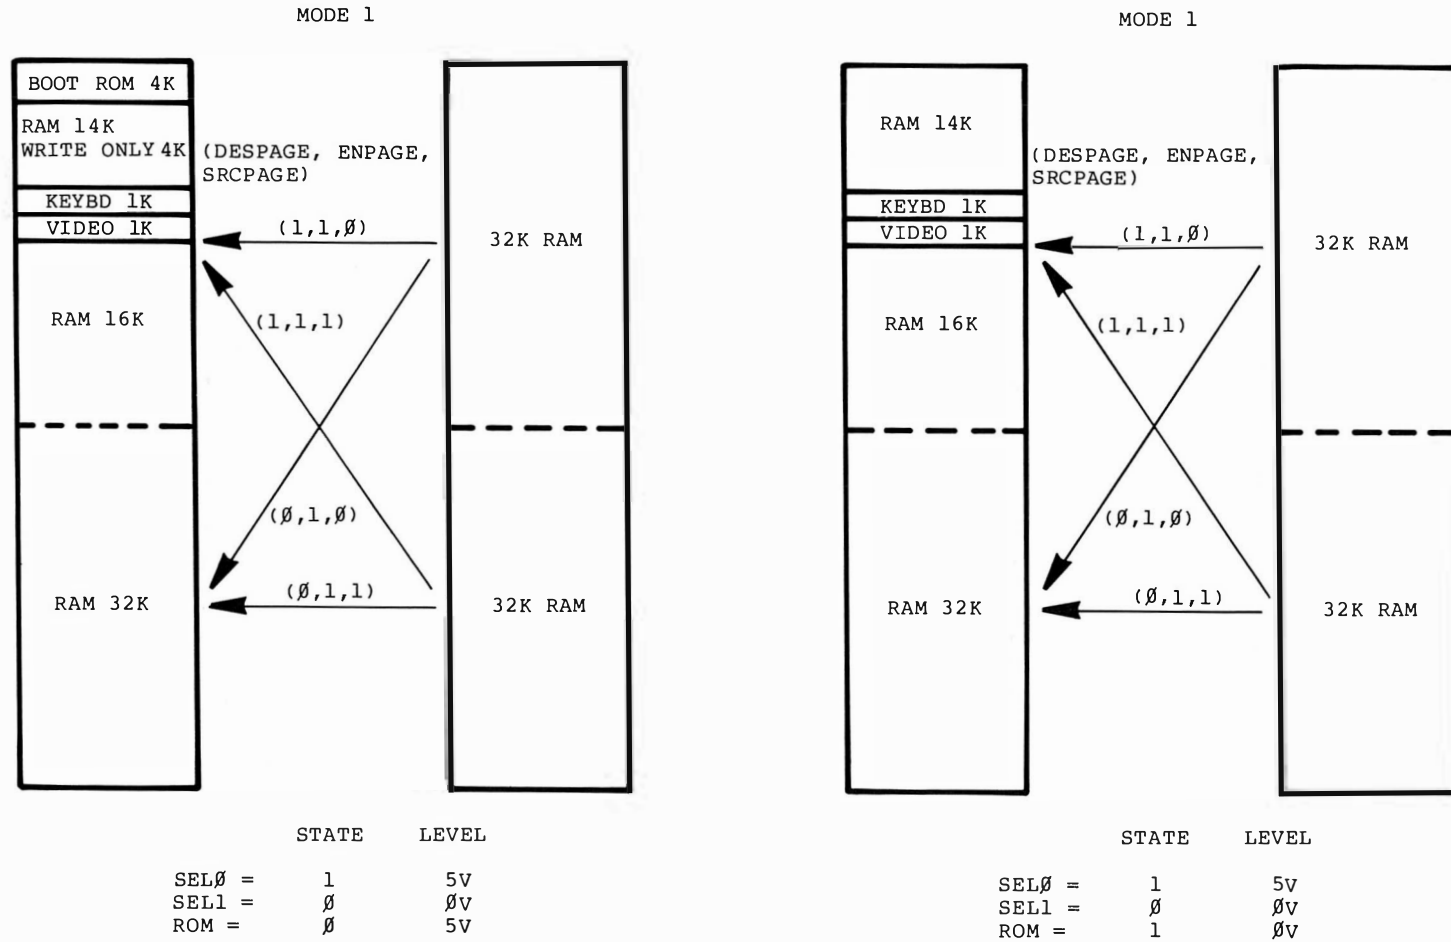 MODE 1
BOOT ROM 4K
RAM 14K
WRITE ONLY 4K
(DESPAGE, ENPAGE,
SRCPAGE)
KEYBD 1K
VIDEO 1K
(1,1,Ø)
32K RAM
RAM 16K
(1,1,1)
(Ø,1,Ø)
(Ø,1,1)
RAM 32K
32K RAM
STATE LEVEL
SELØ = 1 5V
SEL1 = Ø ØV
ROM = Ø 5V
MODE 1
RAM 14K
(DESPAGE, ENPAGE,
SRCPAGE)
KEYBD 1K
VIDEO 1K
(1,1,Ø)
32K RAM
RAM 16K
(1,1,1)
(Ø,1,Ø)
(Ø,1,1)
RAM 32K
32K RAM
STATE LEVEL
SELØ = 1 5V
SEL1 = Ø ØV
ROM = 1 ØV